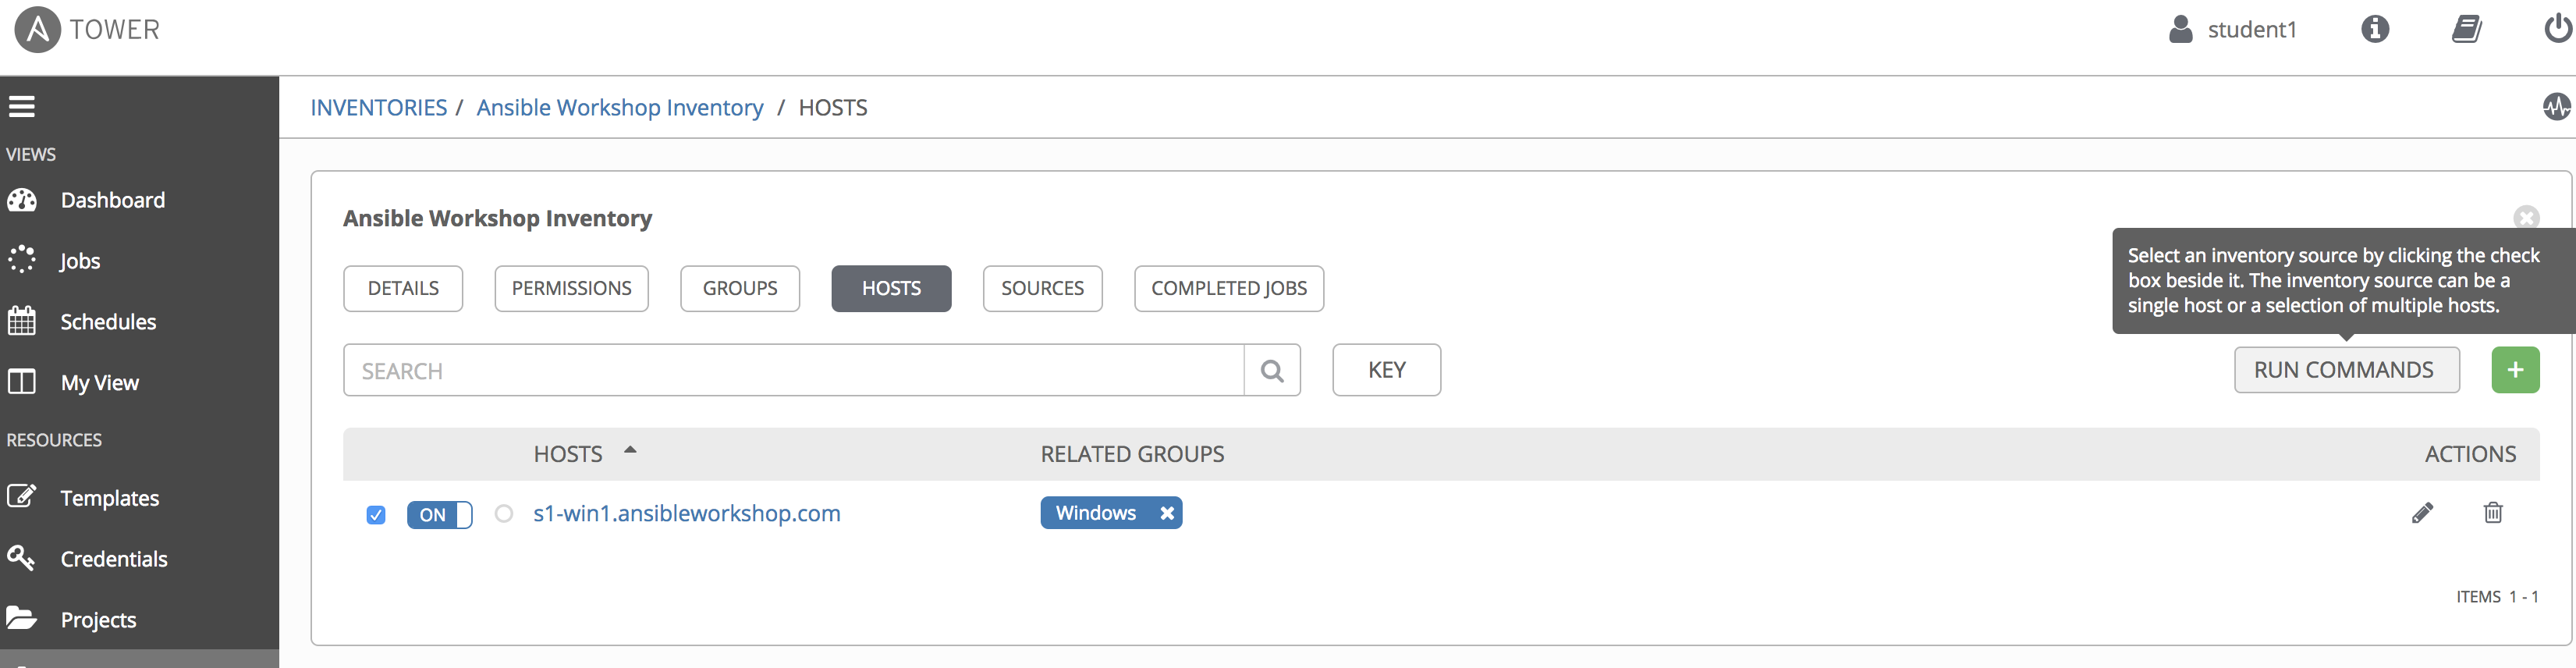 TOWER
student1
INVENTORIES / Ansible Workshop Inventory / HOSTS
VIEWS
Dashboard
Jobs
Schedules
My View
RESOURCES
Templates
Credentials
Projects
Ansible Workshop Inventory
Select an inventory source by clicking the check
box beside it. The inventory source can be a
single host or a selection of multiple hosts.
DETAILS PERMISSIONS GROUPS HOSTS SOURCES COMPLETED JOBS
SEARCH KEY RUN COMMANDS +
HOSTS RELATED GROUPS ACTIONS
ON s1-win1.ansibleworkshop.com Windows
ITEMS 1 - 1